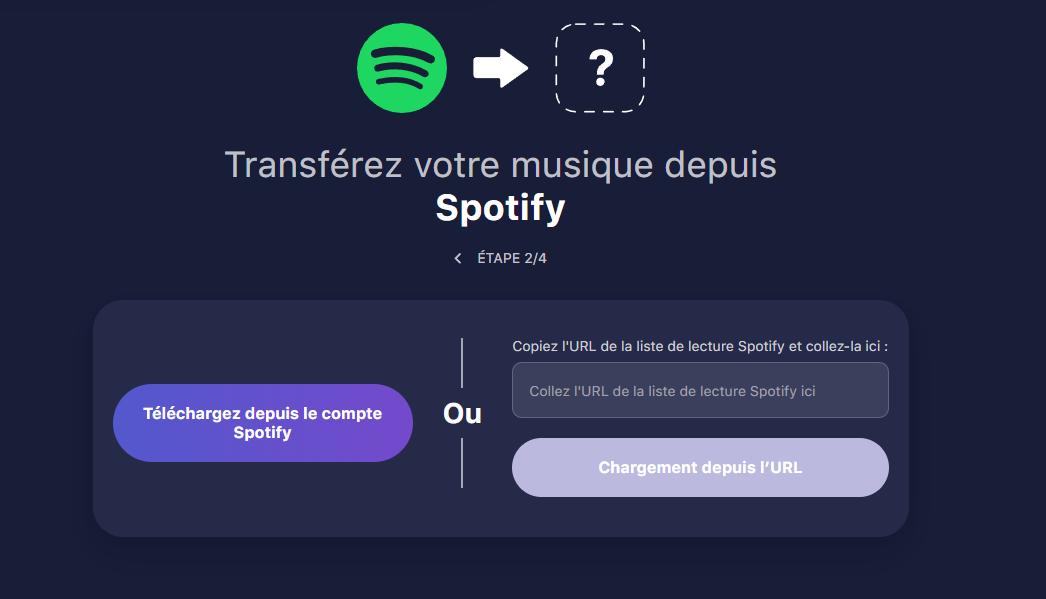 ?
Transférez votre musique depuis
Spotify
ÉTAPE 2/4
Téléchargez depuis le compte
Spotify
Ou
Copiez l'URL de la liste de lecture Spotify et collez-la ici :
Collez l'URL de la liste de lecture Spotify ici
Chargement depuis l’URL